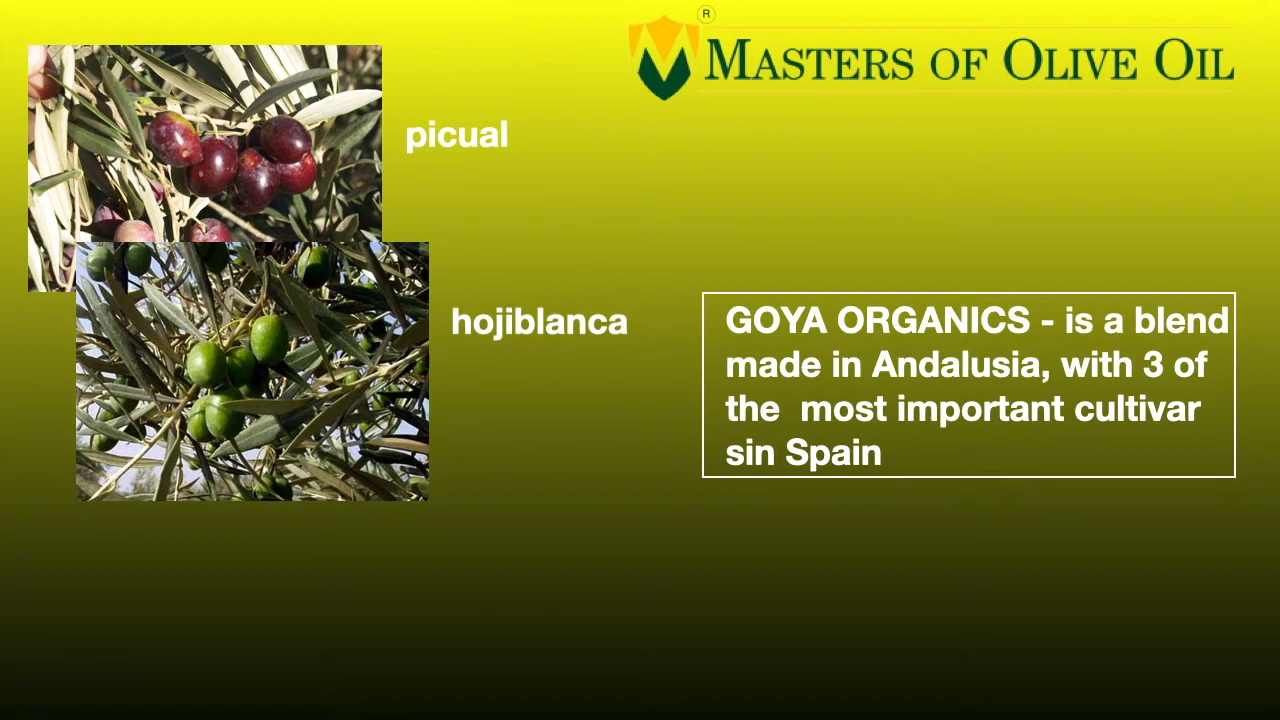 ®
MASTERS OF OLIVE OIL
picual
hojiblanca
GOYA ORGANICS - is a blend
made in Andalusia, with 3 of
the  most important cultivar
sin Spain